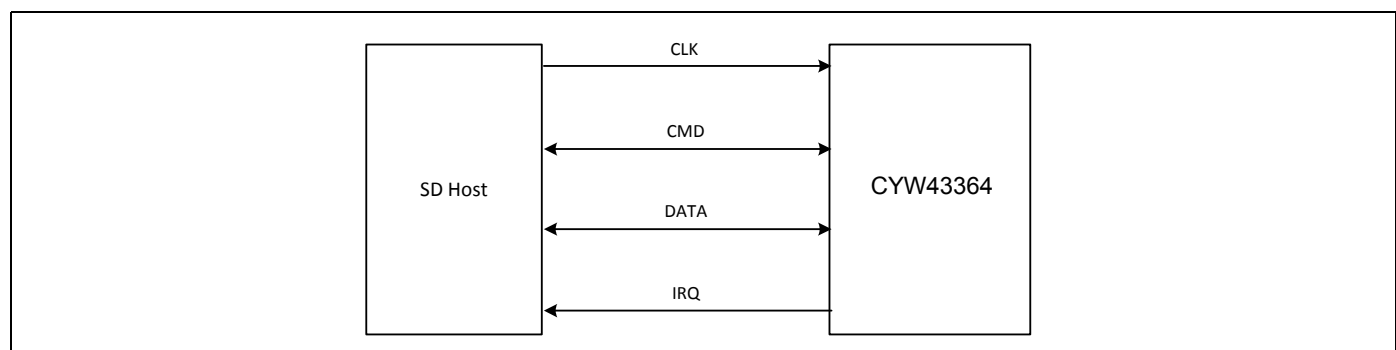 CLK
CMD
SD Host
CYW43364
DATA
IRQ